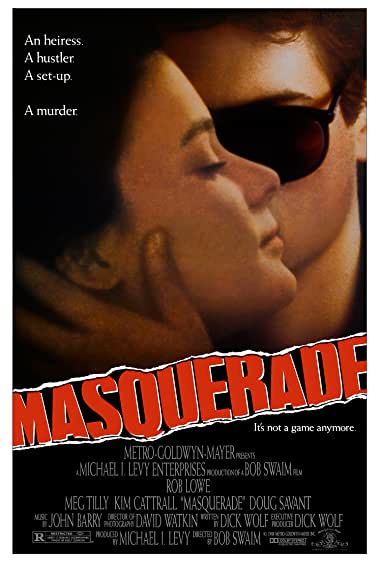 An heiress.
A hustler.
A set-up.
A murder.
MASQUERADE
It's not a game anymore.
METRO-GOLDWYN-MAYER PRESENTS
A MICHAEL I. LEVY ENTERPRISES PRODUCTION OF A BOB SWAIM FILM
ROB LOWE
MEG TILLY KIM CATTRALL "MASQUERADE" DOUG SAVANT
MUSIC BY JOHN BARRY DIRECTOR OF PHOTOGRAPHY DAVID WATKIN WRITTEN BY DICK WOLF EXECUTIVE PRODUCER DICK WOLF
R RESTRICTED PRODUCED BY MICHAEL I. LEVY DIRECTED BY BOB SWAIM